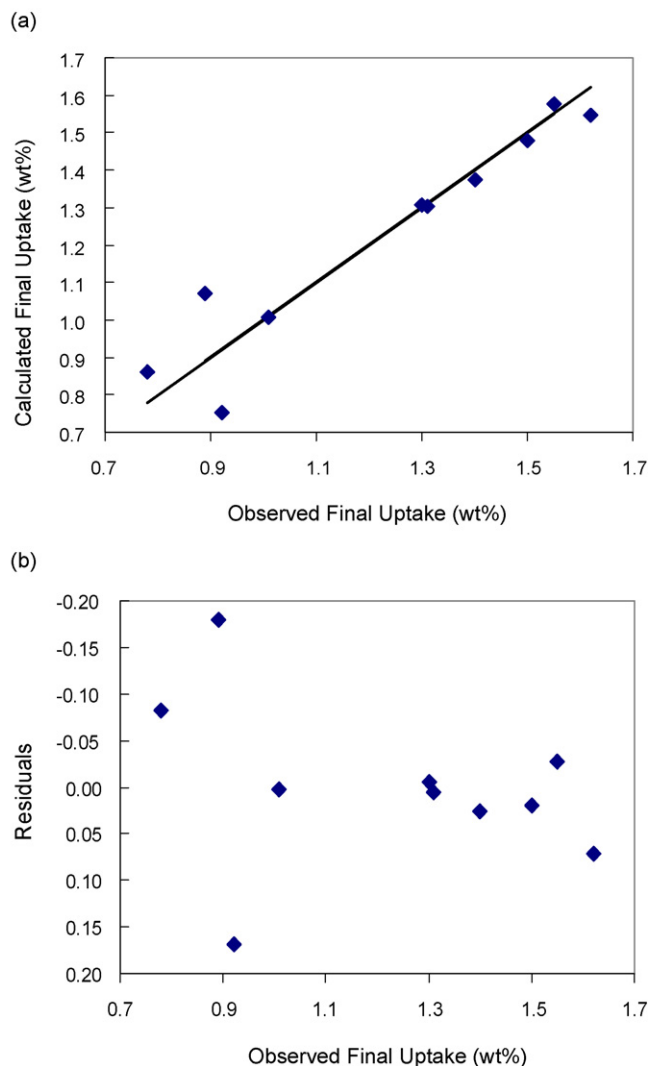 (a)
1.7
1.6
1.5
1.4
1.3
1.2
1.1
1.0
0.9
0.8
0.7
Calculated Final Uptake (wt%)
0.7 0.9 1.1 1.3 1.5 1.7
Observed Final Uptake (wt%)
(b)
-0.20
-0.15
-0.10
-0.05
0.00
0.05
0.10
0.15
0.20
Residuals
0.7 0.9 1.1 1.3 1.5 1.7
Observed Final Uptake (wt%)